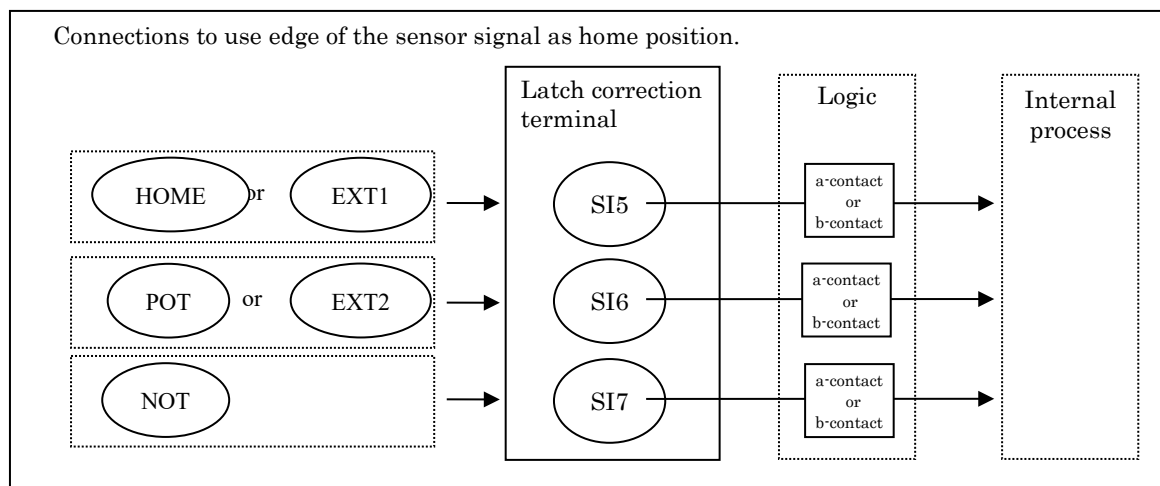 Connections to use edge of the sensor signal as home position.
Latch correction
terminal
Logic
Internal
process
HOME or EXT1
SI5
a-contact
or
b-contact
POT or EXT2
SI6
a-contact
or
b-contact
NOT
SI7
a-contact
or
b-contact